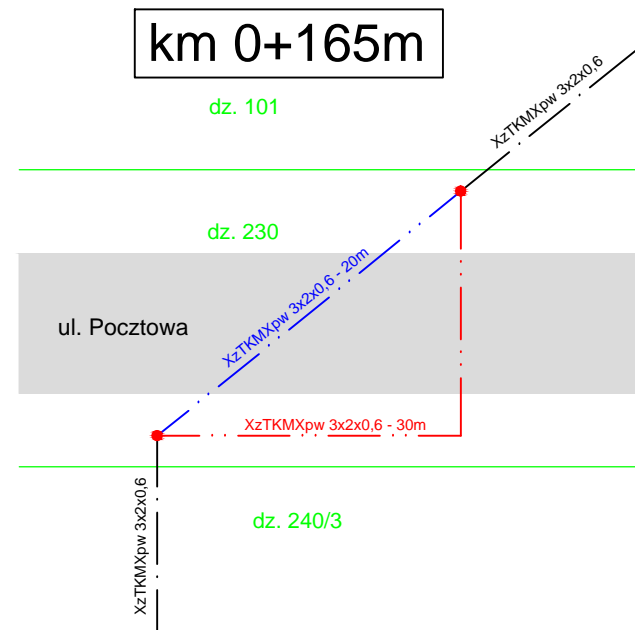 km 0+165m
dz. 101
XzTKMXpw 3x2x0,6
dz. 230
XzTKMXpw 3x2x0,6 - 20m
ul. Pocztowa
XzTKMXpw 3x2x0,6 - 30m
XzTKMXpw 3x2x0,6
dz. 240/3